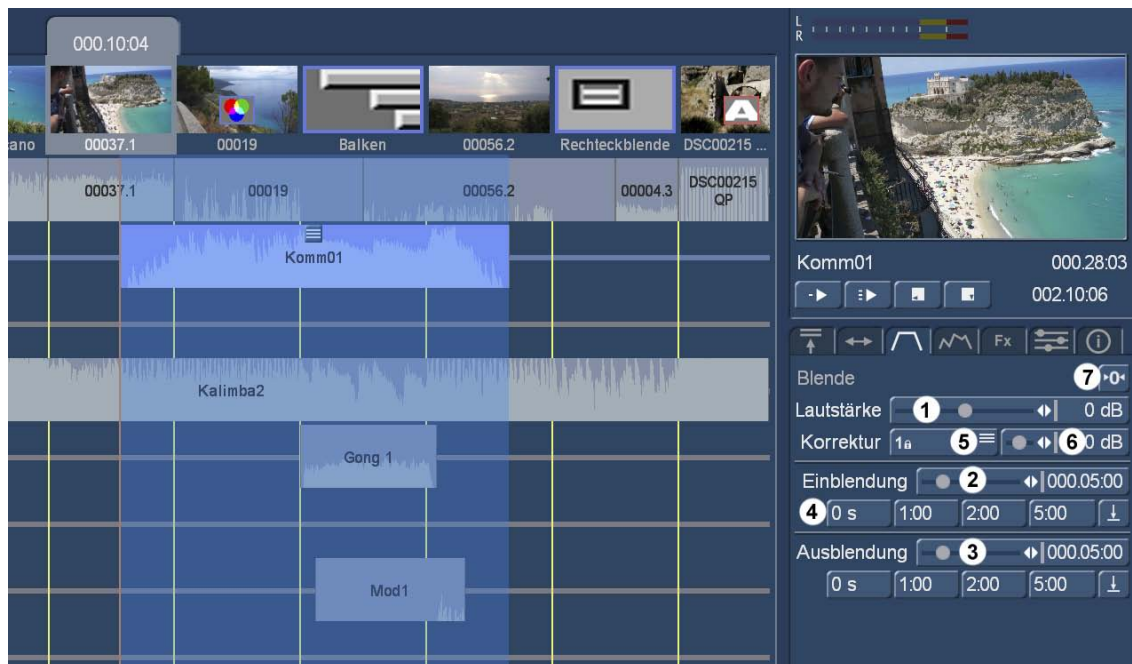 000.10:04
ano 00037.1 00019 Balken 00056.2 Rechteckblende DSC00215 ...
00037.1 00019 00056.2 00004.3 DSC00215
QP
Komm01
Kalimba2
Gong 1
Mod1
L
R
Komm01 000.28:03
002.10:06
Fx
Blende 7 0
Lautstärke 1 0 dB
Korrektur 1 5 6 0 dB
Einblendung 2 000.05:00
4 0 s 1:00 2:00 5:00
Ausblendung 3 000.05:00
0 s 1:00 2:00 5:00